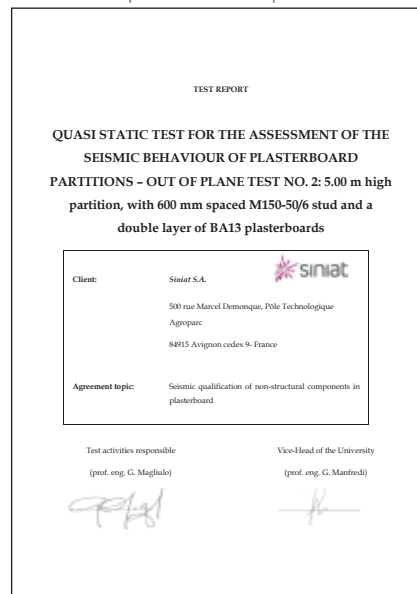 TEST REPORT
QUASI STATIC TEST FOR THE ASSESSMENT OF THE
SEISMIC BEHAVIOUR OF PLASTERBOARD
PARTITIONS – OUT OF PLANE TEST NO. 2: 5.00 m high
partition, with 600 mm spaced M150-50/6 stud and a
double layer of BA13 plasterboards
siniat
Client: Siniat S.A.
500 rue Marcel Demonque, Pôle Technologique
Agroparc
84915 Avignon cedex 9- France
Agreement topic: Seismic qualification of non-structural components in
plasterboard
Test activities responsible Vice-Head of the University
(prof. eng. G. Magliulo) (prof. eng. G. Manfredi)